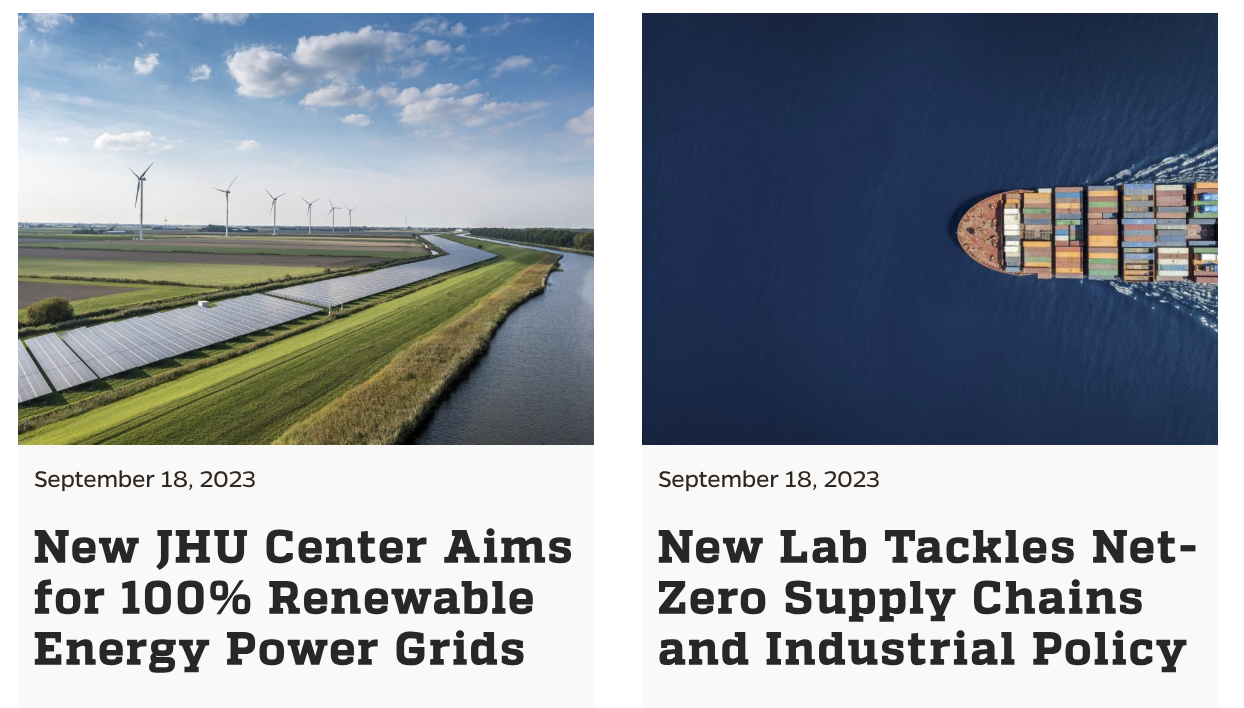 September 18, 2023
New JHU Center Aims
for 100% Renewable
Energy Power Grids
September 18, 2023
New Lab Tackles Net-
Zero Supply Chains
and Industrial Policy